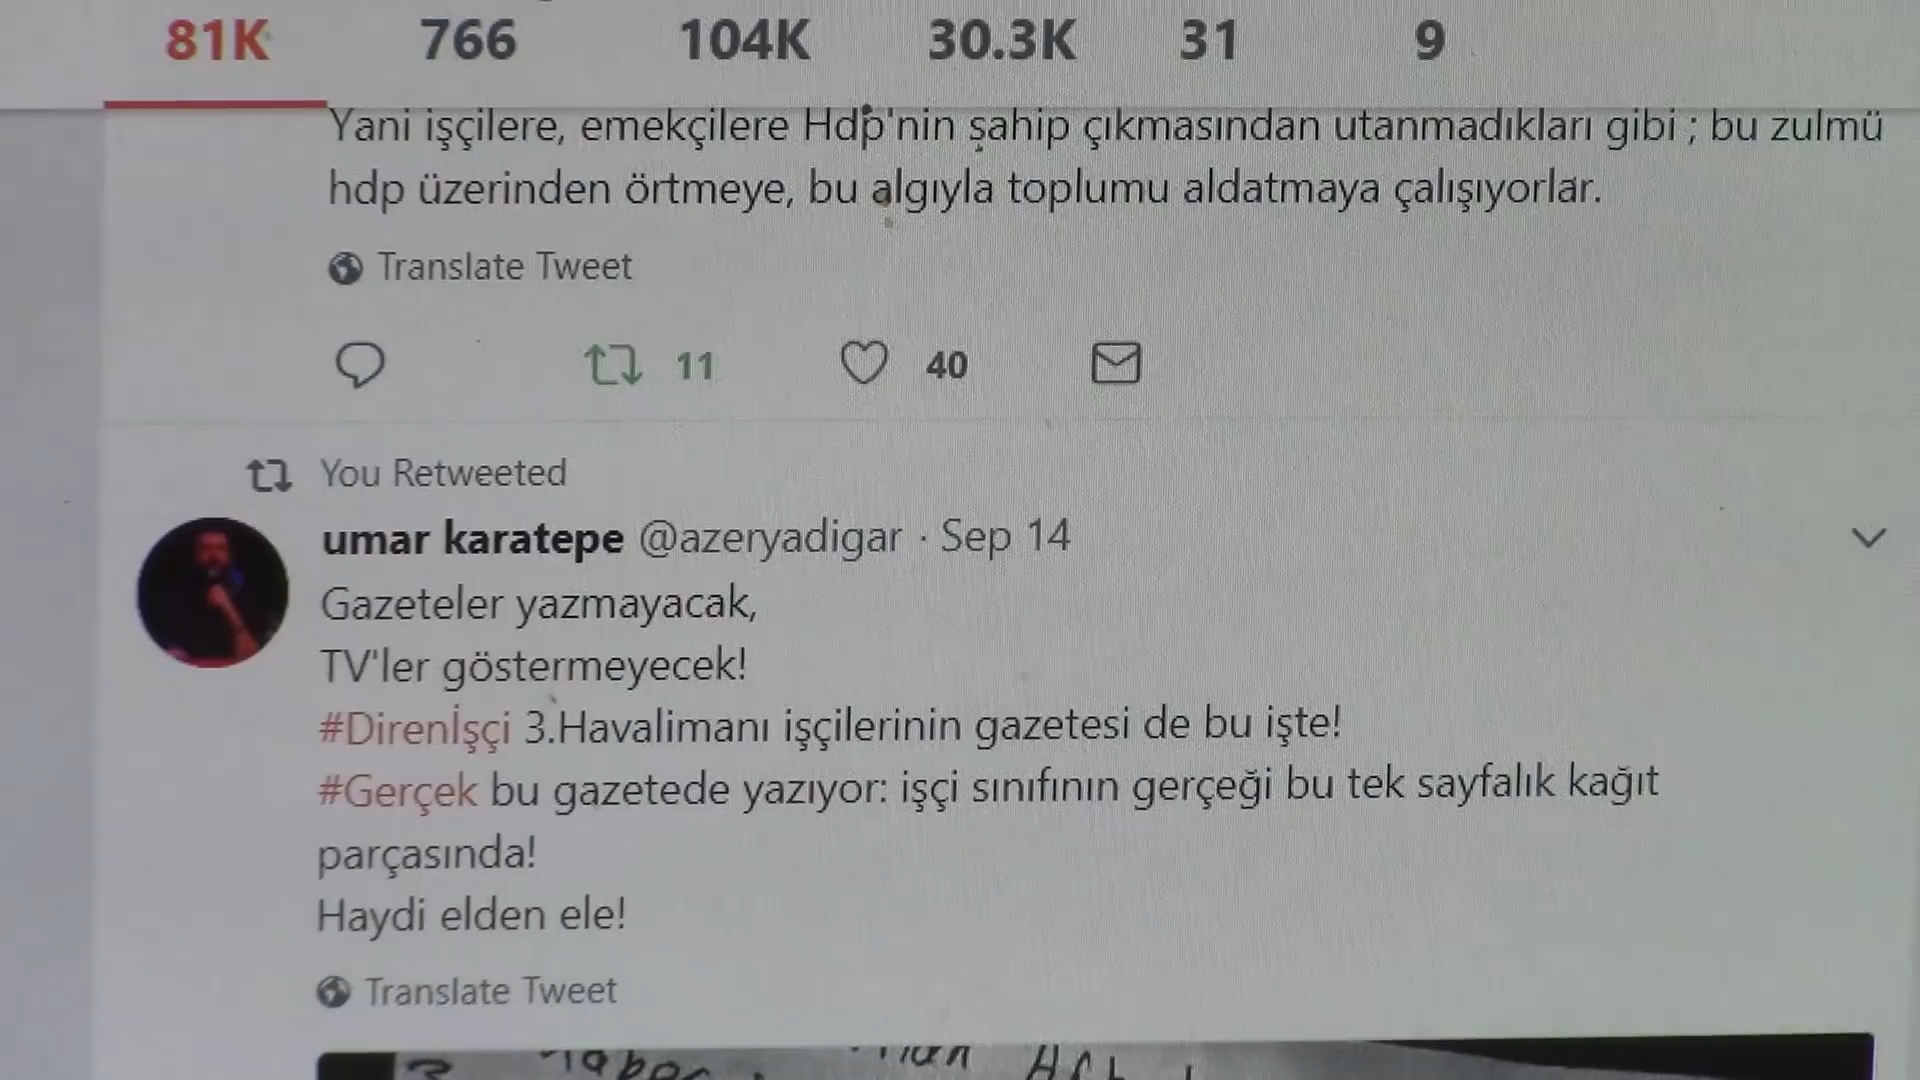 81K 766 104K 30.3K 31 9
Yani işçilere, emekçilere Hdp'nin sahip çıkmasından utanmadıkları gibi ; bu zulmü
hdp üzerinden örtmeye, bu algıyla toplumu aldatmaya çalışıyorlar.
Translate Tweet
11 40
You Retweeted
umar karatepe @azeryadigar · Sep 14
Gazeteler yazmayacak,
TV'ler göstermeyecek!
#Direnİşçi 3.Havalimanı işçilerinin gazetesi de bu işte!
#Gerçek bu gazetede yazıyor: işçi sınıfının gerçeği bu tek sayfalık kağıt
parçasında!
Haydi elden ele!
Translate Tweet